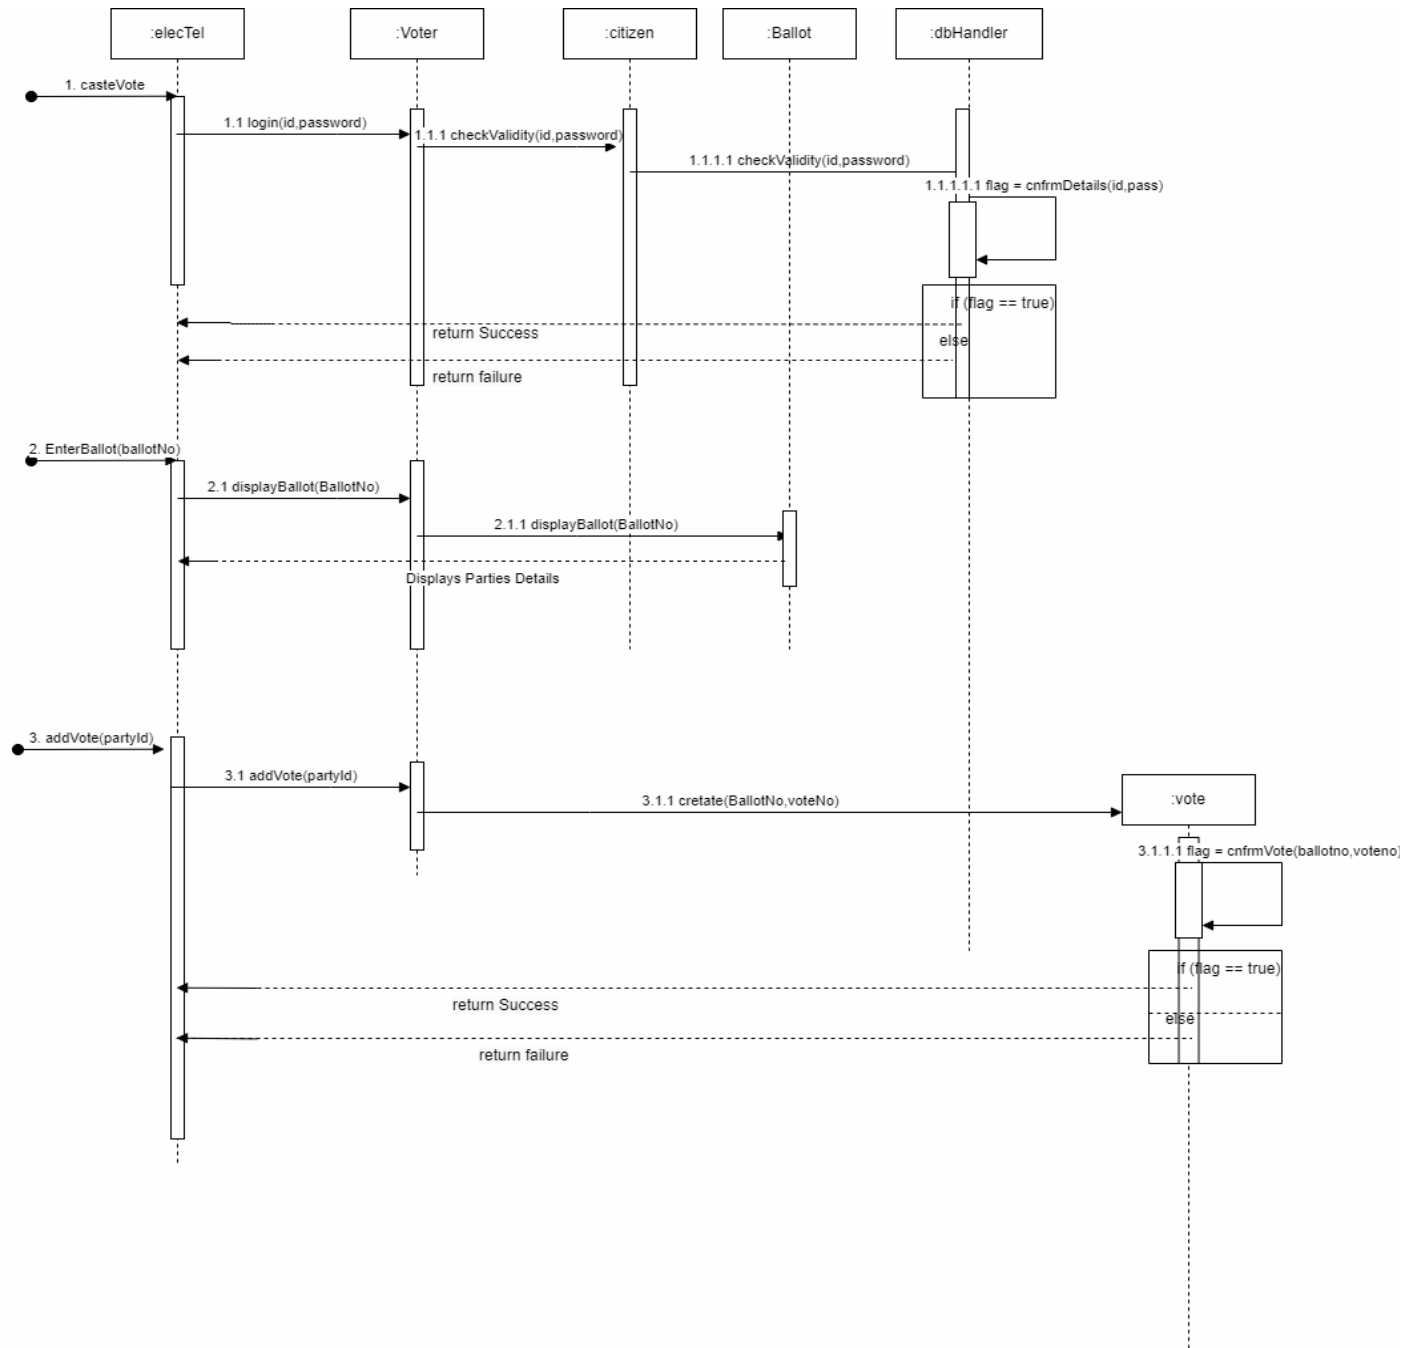 :elecTel
:Voter
:citizen
:Ballot
:dbHandler
1. casteVote
1.1 login(id,password)
1.1.1 checkValidity(id,password)
1.1.1.1 checkValidity(id,password)
1.1.1.1.1 flag = cnfrmDetails(id,pass)
if (flag == true)
return Success
else
return failure
2. EnterBallot(ballotNo)
2.1 displayBallot(BallotNo)
2.1.1 displayBallot(BallotNo)
Displays Parties Details
3. addVote(partyId)
3.1 addVote(partyId)
3.1.1 cretate(BallotNo,voteNo)
:vote
3.1.1.1 flag = cnfrmVote(ballotno,voteno)
if (flag == true)
return Success
else
return failure